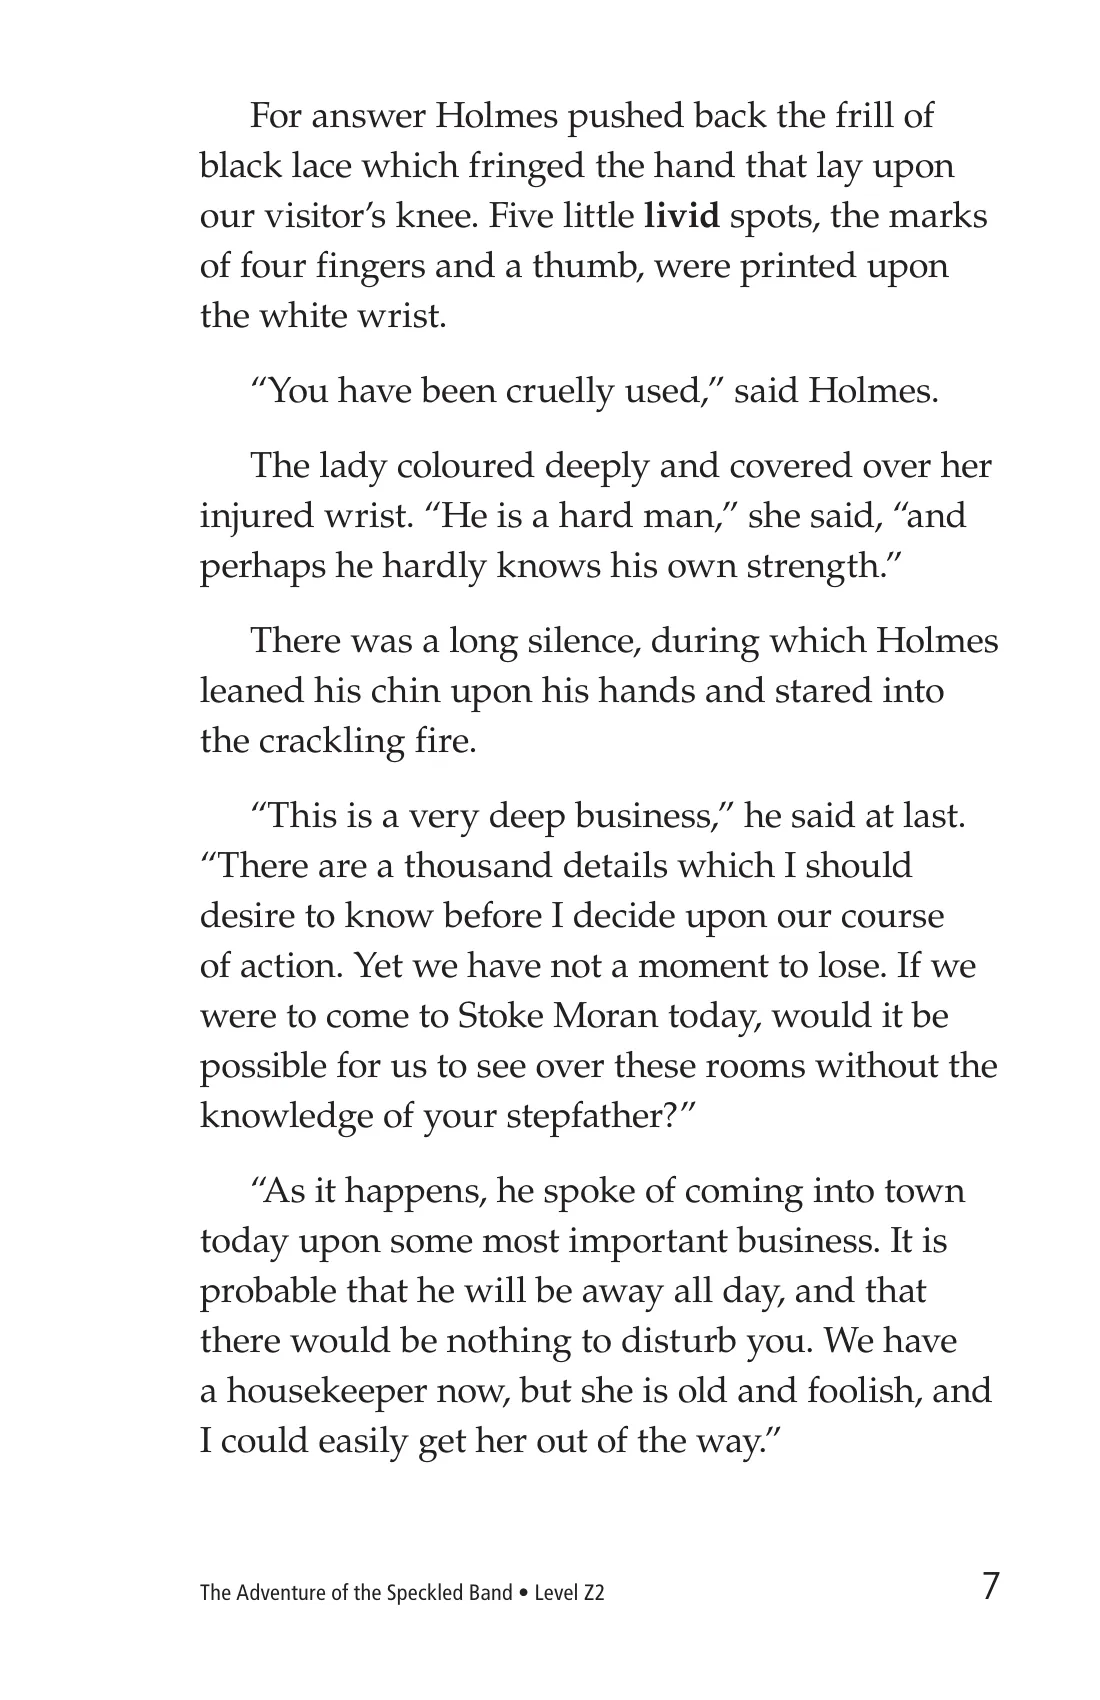 For answer Holmes pushed back the frill of
black lace which fringed the hand that lay upon
our visitor’s knee. Five little livid spots, the marks
of four fingers and a thumb, were printed upon
the white wrist.
“You have been cruelly used,” said Holmes.
The lady coloured deeply and covered over her
injured wrist. “He is a hard man,” she said, “and
perhaps he hardly knows his own strength.”
There was a long silence, during which Holmes
leaned his chin upon his hands and stared into
the crackling fire.
“This is a very deep business,” he said at last.
“There are a thousand details which I should
desire to know before I decide upon our course
of action. Yet we have not a moment to lose. If we
were to come to Stoke Moran today, would it be
possible for us to see over these rooms without the
knowledge of your stepfather?”
“As it happens, he spoke of coming into town
today upon some most important business. It is
probable that he will be away all day, and that
there would be nothing to disturb you. We have
a housekeeper now, but she is old and foolish, and
I could easily get her out of the way.”
The Adventure of the Speckled Band • Level Z2
7